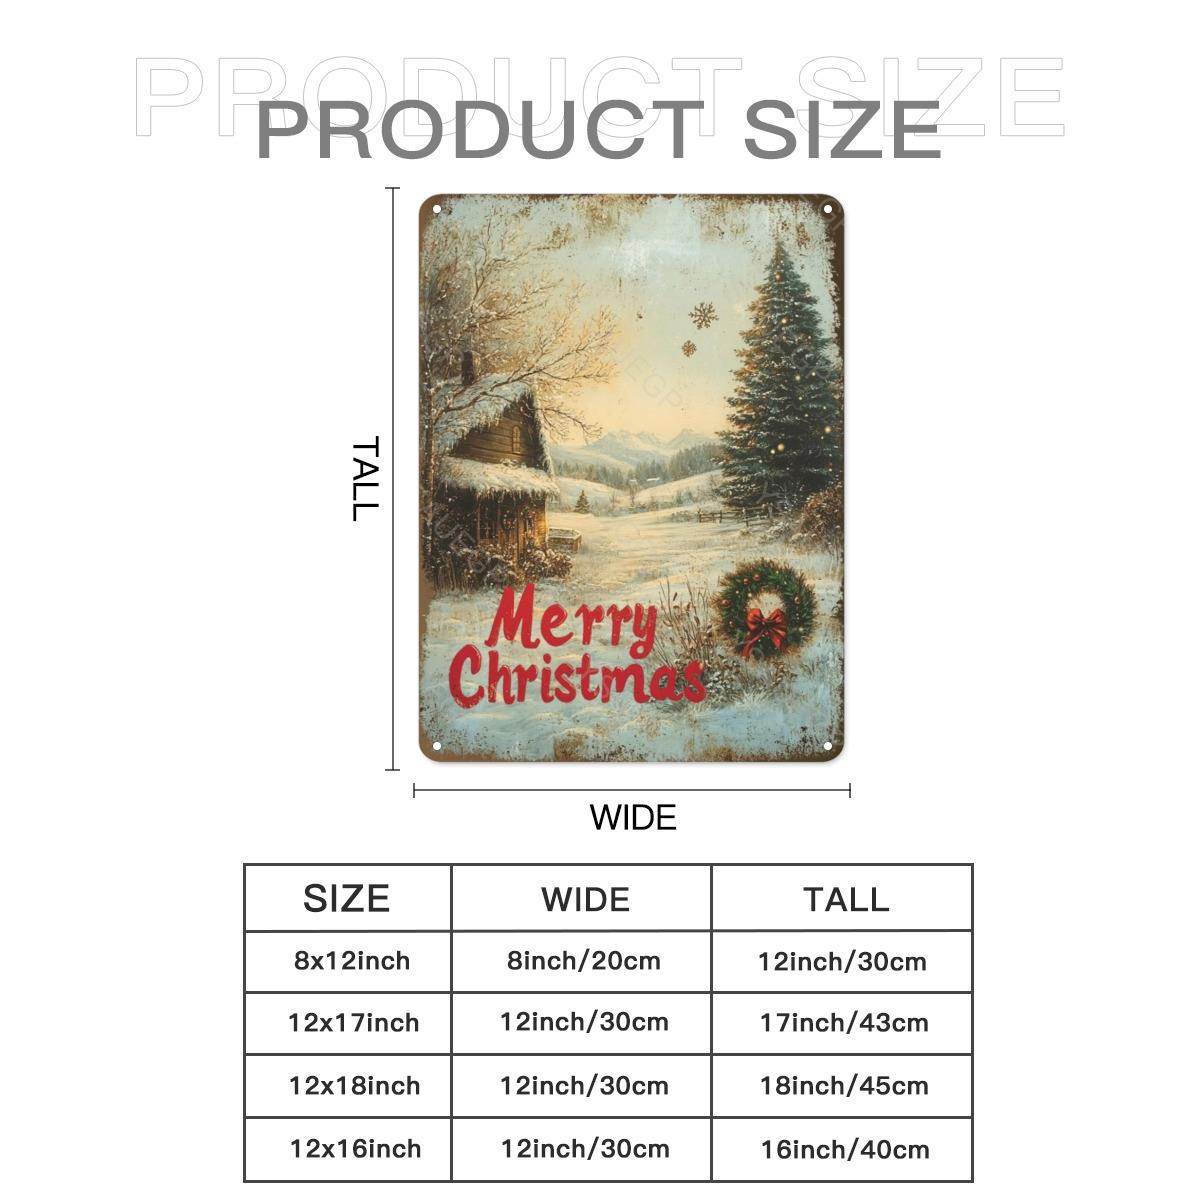 PRODUCT SIZE
PRODUCT SIZE
TALL
Merry
Christmas
WIDE
SIZE WIDE TALL
8x12inch 8inch/20cm 12inch/30cm
12x17inch 12inch/30cm 17inch/43cm
12x18inch 12inch/30cm 18inch/45cm
12x16inch 12inch/30cm 16inch/40cm